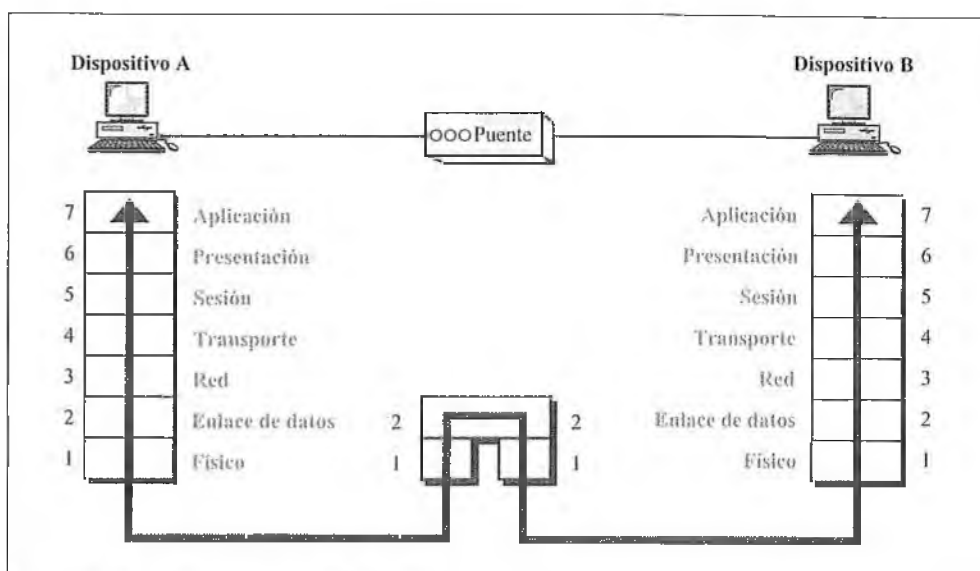 Dispositivo A
Dispositivo B
Puente
7 Aplicación Aplicación 7
6 Presentación Presentación 6
5 Sesión Sesión 5
4 Transporte Transporte 4
3 Red Red 3
2 Enlace de datos 2 2 Enlace de datos 2
1 Físico 1 1 Físico 1